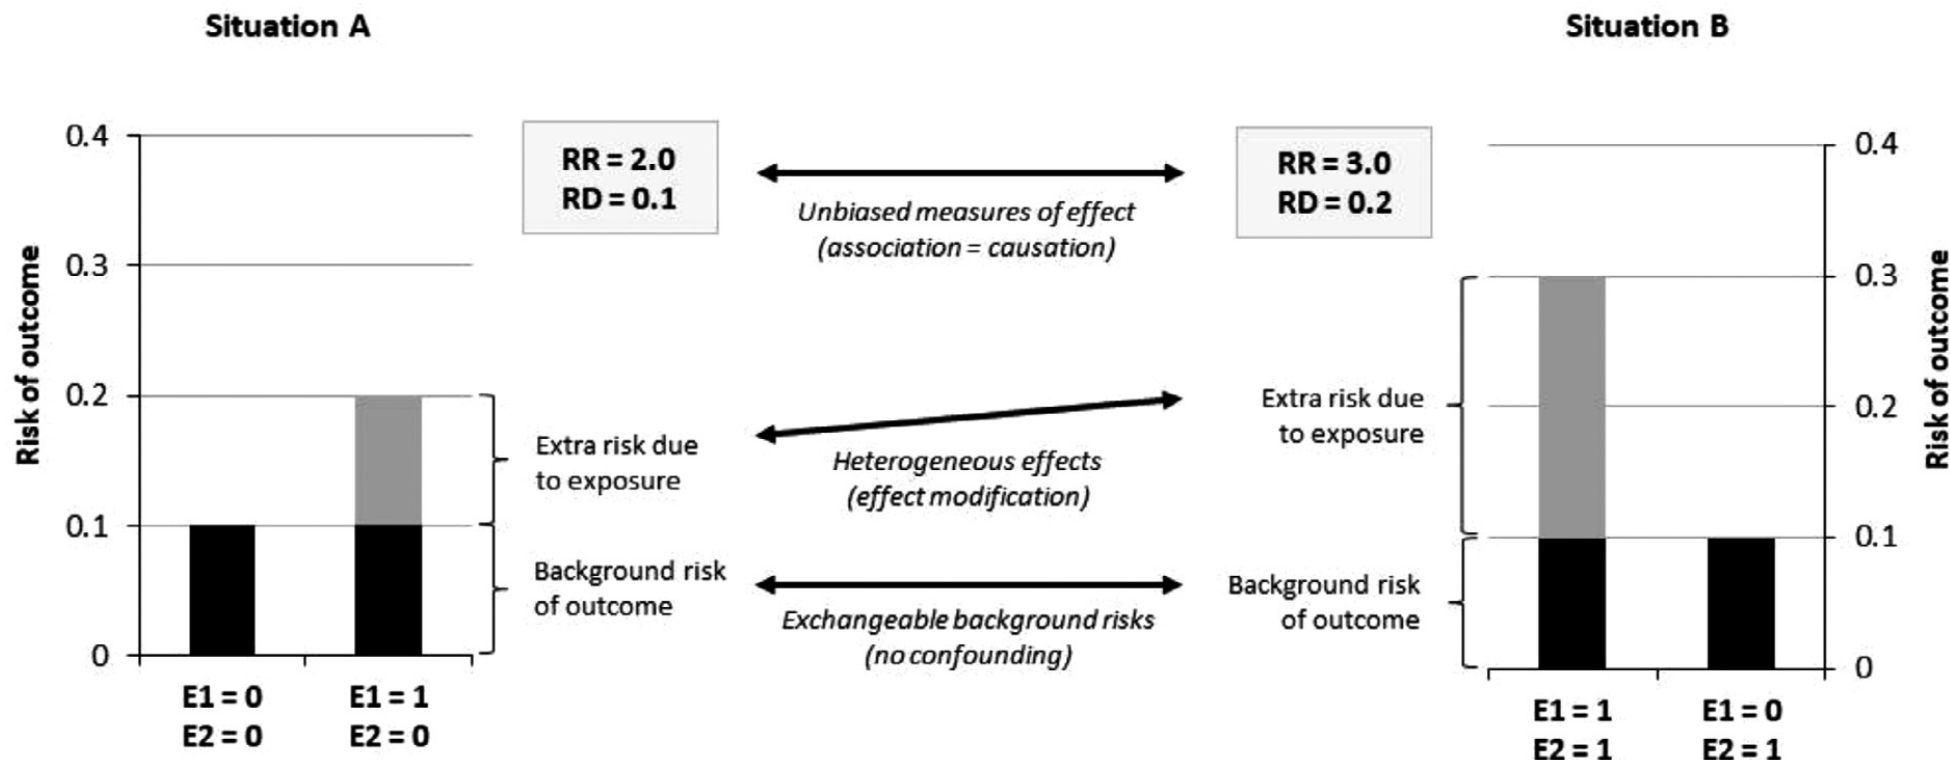 Situation A
Situation B
Risk of outcome
0.4
0.3
0.2
0.1
0
E1 = 0
E2 = 0
E1 = 1
E2 = 0
RR = 2.0
RD = 0.1
Extra risk due
to exposure
Background risk
of outcome
Unbiased measures of effect
(association = causation)
Heterogeneous effects
(effect modification)
Exchangeable background risks
(no confounding)
RR = 3.0
RD = 0.2
Extra risk due
to exposure
Background risk
of outcome
0.4
0.3
0.2
0.1
0
Risk of outcome
E1 = 1
E2 = 1
E1 = 0
E2 = 1